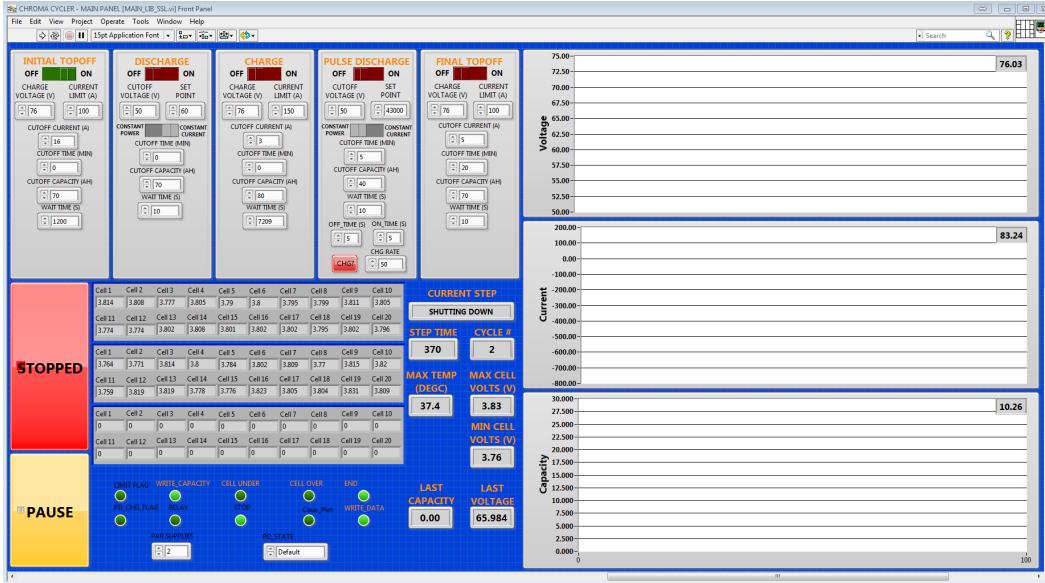 CHROMA CYCLER - MAIN PANEL [MAIN_LIB_SSL.vi] Front Panel
File Edit View Project Operate Tools Window Help
15pt Application Font
Search
INITIAL TOPOFF
OFF ON
CHARGE VOLTAGE (V) CURRENT LIMIT (A)
76 100
CUTOFF CURRENT (A)
16
CUTOFF TIME (MIN)
0
CUTOFF CAPACITY (AH)
70
WAIT TIME (S)
1200
DISCHARGE
OFF ON
CUTOFF VOLTAGE (V) SET POINT
50 60
CONSTANT POWER CONSTANT CURRENT
CUTOFF TIME (MIN)
0
CUTOFF CAPACITY (AH)
70
WAIT TIME (S)
10
CHARGE
OFF ON
CHARGE VOLTAGE (V) CURRENT LIMIT (A)
76 150
CUTOFF CURRENT (A)
3
CUTOFF TIME (MIN)
0
CUTOFF CAPACITY (AH)
80
WAIT TIME (S)
7209
PULSE DISCHARGE
OFF ON
CUTOFF VOLTAGE (V) SET POINT
50 43000
CONSTANT POWER CONSTANT CURRENT
CUTOFF TIME (MIN)
5
CUTOFF CAPACITY (AH)
40
WAIT TIME (S)
10
OFF_TIME (S) ON_TIME (S)
5 5
CHG RATE
CHG? 50
FINAL TOPOFF
OFF ON
CHARGE VOLTAGE (V) CURRENT LIMIT (A)
76 100
CUTOFF CURRENT (A)
5
CUTOFF TIME (MIN)
20
CUTOFF CAPACITY (AH)
70
WAIT TIME (S)
10
STOPPED
PAUSE
Cell 1 Cell 2 Cell 3 Cell 4 Cell 5 Cell 6 Cell 7 Cell 8 Cell 9 Cell 10
3.814 3.808 3.777 3.805 3.79 3.8 3.795 3.799 3.811 3.805
Cell 11 Cell 12 Cell 13 Cell 14 Cell 15 Cell 16 Cell 17 Cell 18 Cell 19 Cell 20
3.774 3.774 3.802 3.808 3.801 3.802 3.802 3.795 3.802 3.796
Cell 1 Cell 2 Cell 3 Cell 4 Cell 5 Cell 6 Cell 7 Cell 8 Cell 9 Cell 10
3.764 3.771 3.814 3.8 3.784 3.802 3.809 3.77 3.815 3.82
Cell 11 Cell 12 Cell 13 Cell 14 Cell 15 Cell 16 Cell 17 Cell 18 Cell 19 Cell 20
3.759 3.819 3.819 3.778 3.776 3.823 3.805 3.804 3.831 3.809
Cell 1 Cell 2 Cell 3 Cell 4 Cell 5 Cell 6 Cell 7 Cell 8 Cell 9 Cell 10
0 0 0 0 0 0 0 0 0 0
Cell 11 Cell 12 Cell 13 Cell 14 Cell 15 Cell 16 Cell 17 Cell 18 Cell 19 Cell 20
0 0 0 0 0 0 0 0 0 0
LIMIT FLAG WRITE_CAPACITY CELL UNDER CELL OVER END
PD_CHG_FLAG RELAY STOP Clear_Plot WRITE_DATA
PAR.SUPPLIES PD_STATE
2 Default
CURRENT STEP
SHUTTING DOWN
STEP TIME CYCLE #
370 2
MAX TEMP (DEGC) MAX CELL VOLTS (V)
37.4 3.83
MIN CELL VOLTS (V)
3.76
LAST CAPACITY LAST VOLTAGE
0.00 65.984
Voltage
75.00
72.50
70.00
67.50
65.00
62.50
60.00
57.50
55.00
52.50
50.00
76.03
Current
200.00
100.00
0.00
-100.00
-200.00
-300.00
-400.00
-500.00
-600.00
-700.00
-800.00
83.24
Capacity
30.000
27.500
25.000
22.500
20.000
17.500
15.000
12.500
10.000
7.500
5.000
2.500
0.000
10.26
0 100